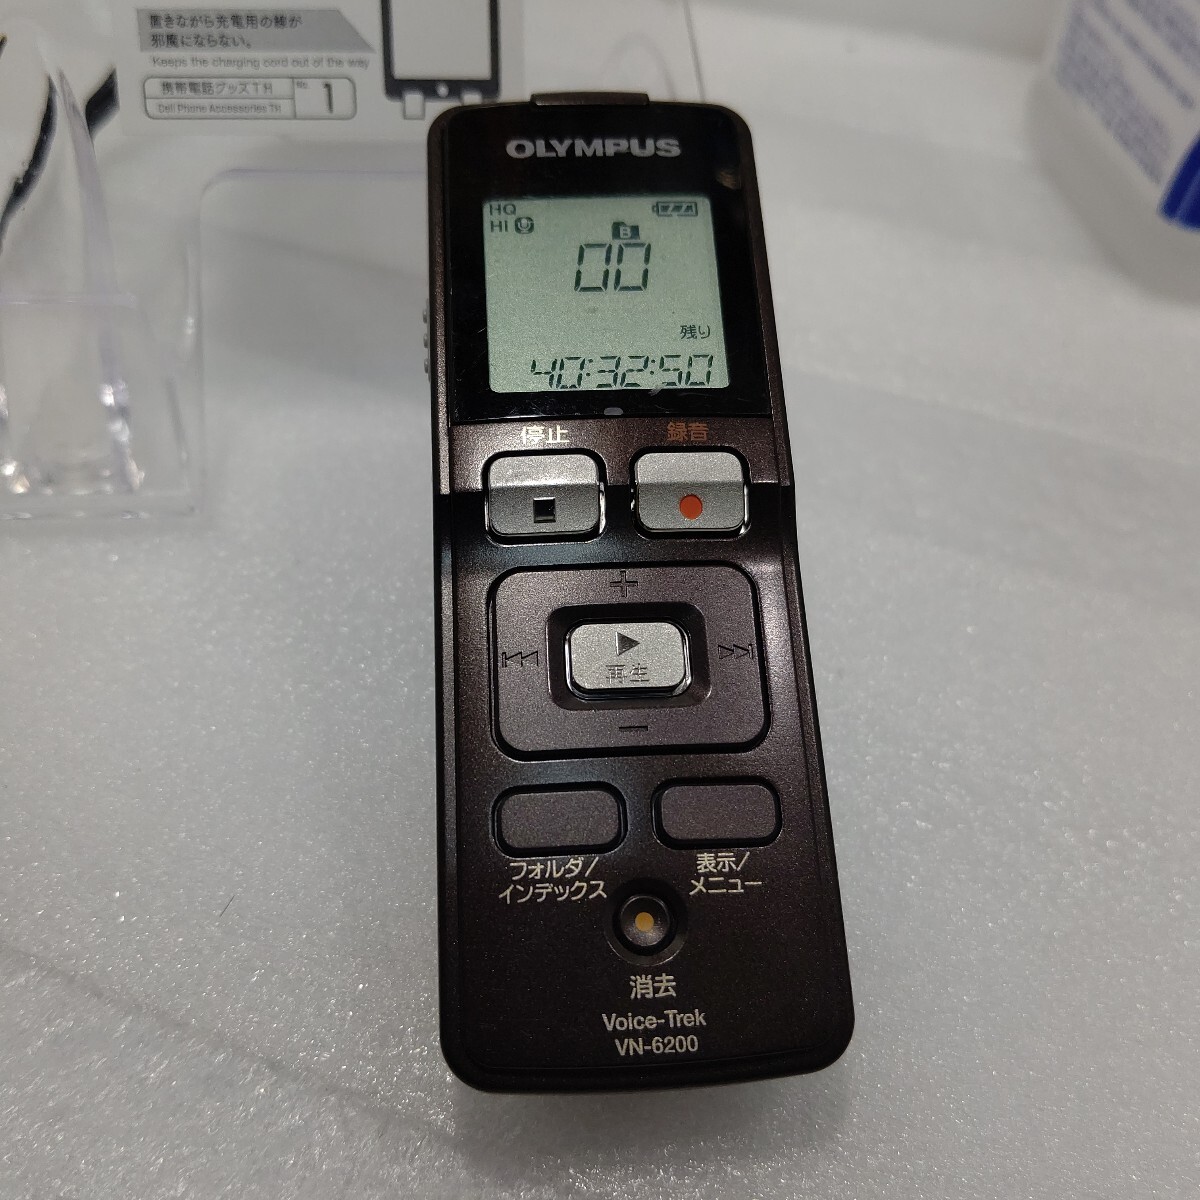 置きながら充電用の線が
邪魔にならない。
Keeps the charging cord out of the way
携帯電話グッズTH
Cell Phone Accessories TH
No. 1
OLYMPUS
HQ
HI
B
00
残り
40:32:50
停止
録音
+
再生
−
フォルダ/
インデックス
表示/
メニュー
消去
Voice-Trek
VN-6200